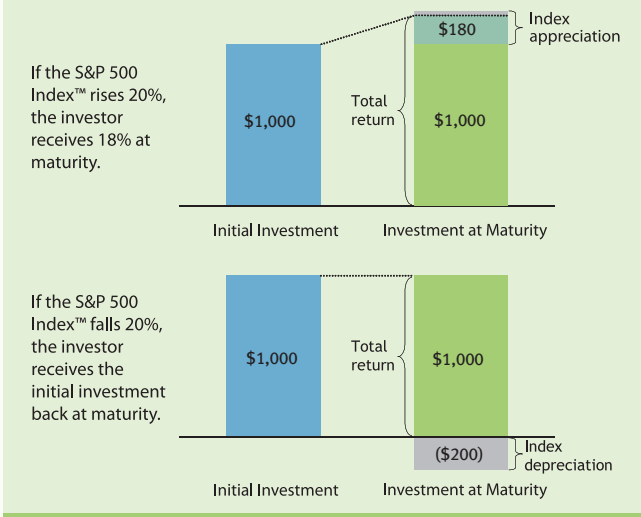 Index
appreciation
$180
If the S&P 500
Index™ rises 20%,
the investor
receives 18% at
maturity.
$1,000
Total
return
$1,000
Initial Investment
Investment at Maturity
If the S&P 500
Index™ falls 20%,
the investor
receives the
initial investment
back at maturity.
$1,000
Total
return
$1,000
($200)
Index
depreciation
Initial Investment
Investment at Maturity